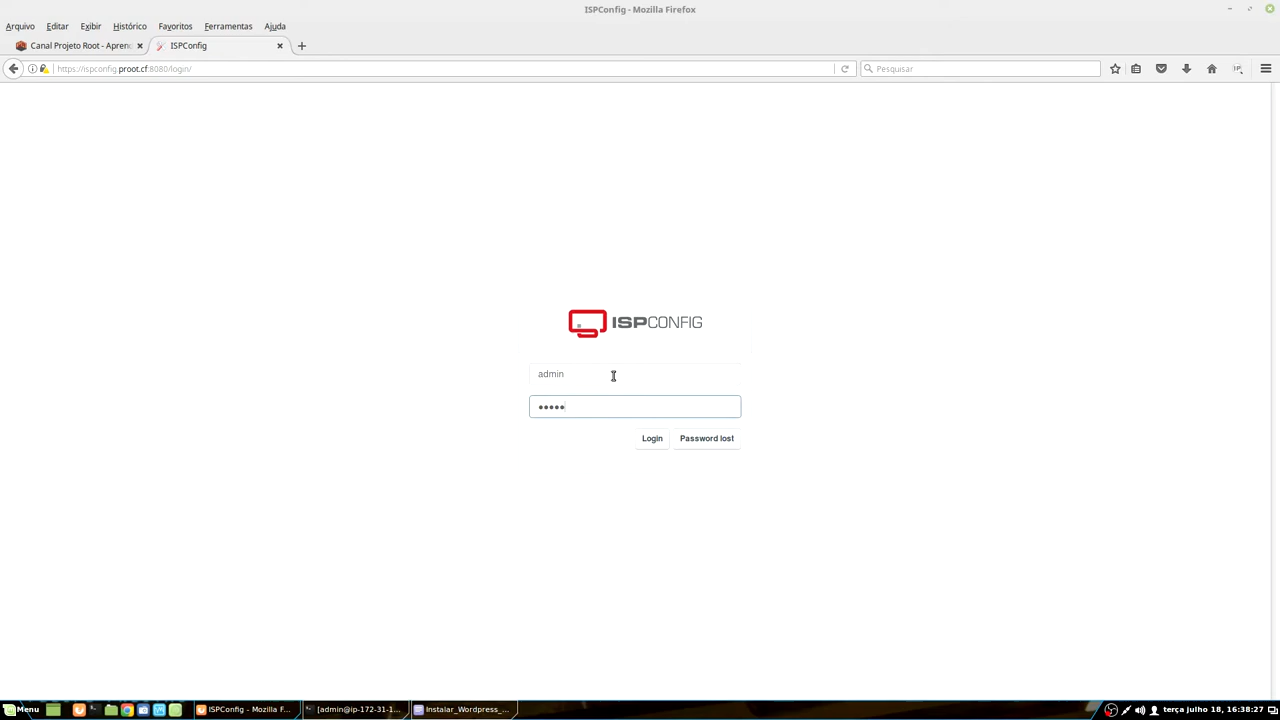 ISPConfig - Mozilla Firefox
Arquivo Editar Exibir Histórico Favoritos Ferramentas Ajuda
Canal Projeto Root - Apren
ISPConfig
https://ispconfig.proot.cf:8080/login/
Pesquisar
IP
ISPCONFIG
admin
•••••
Login Password lost
Menu
ISPConfig - Mozilla F...
[admin@ip-172-31-1...
Instalar_Wordpress_...
terça julho 18, 16:38:27